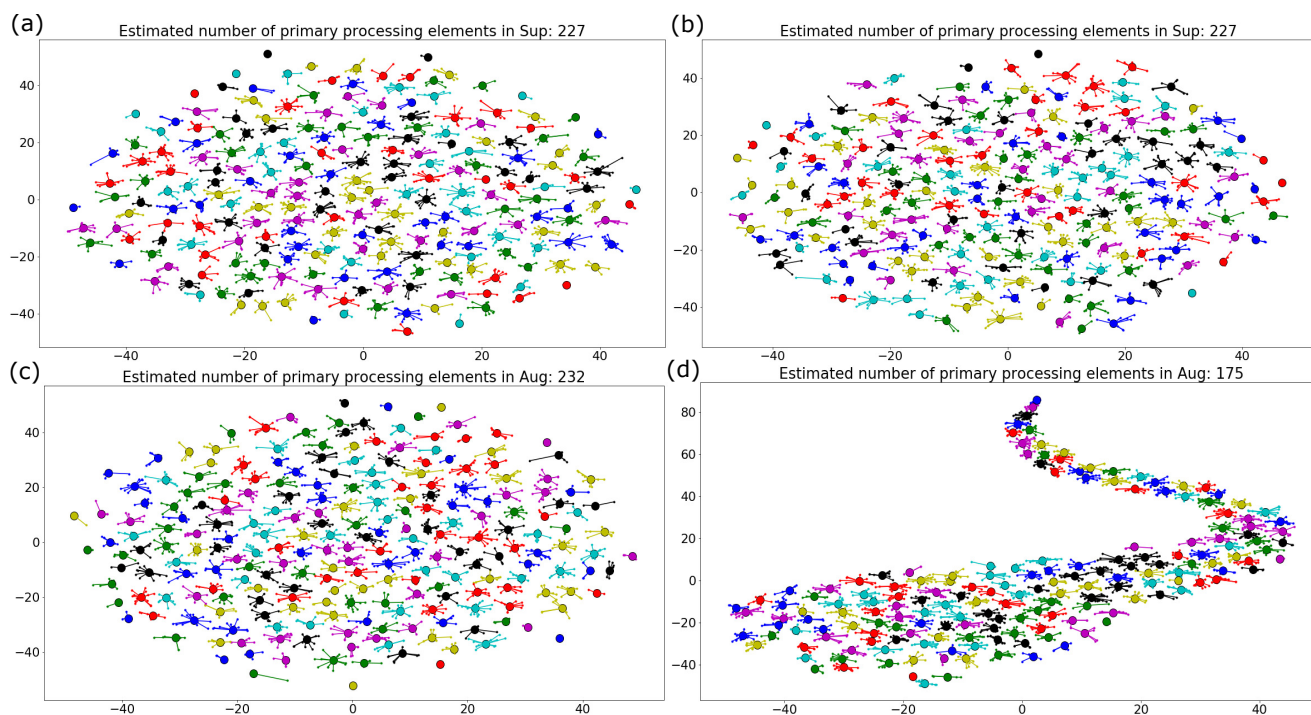 (a)
Estimated number of primary processing elements in Sup: 227
40
20
0
−20
−40
−40 −20 0 20 40
(b)
Estimated number of primary processing elements in Sup: 227
40
20
0
−20
−40
−40 −20 0 20 40
(c)
Estimated number of primary processing elements in Aug: 232
40
20
0
−20
−40
−40 −20 0 20 40
(d)
Estimated number of primary processing elements in Aug: 175
80
60
40
20
0
−20
−40
−40 −20 0 20 40